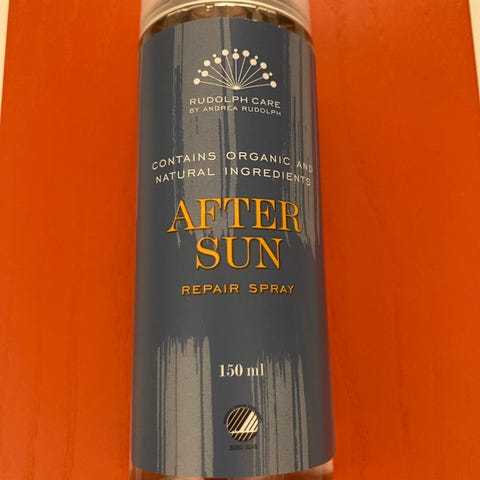 RUDOLPH CARE
BY ANDREA RUDOLPH
CONTAINS ORGANIC AND
NATURAL INGREDIENTS
AFTER
SUN
REPAIR SPRAY
150 ml